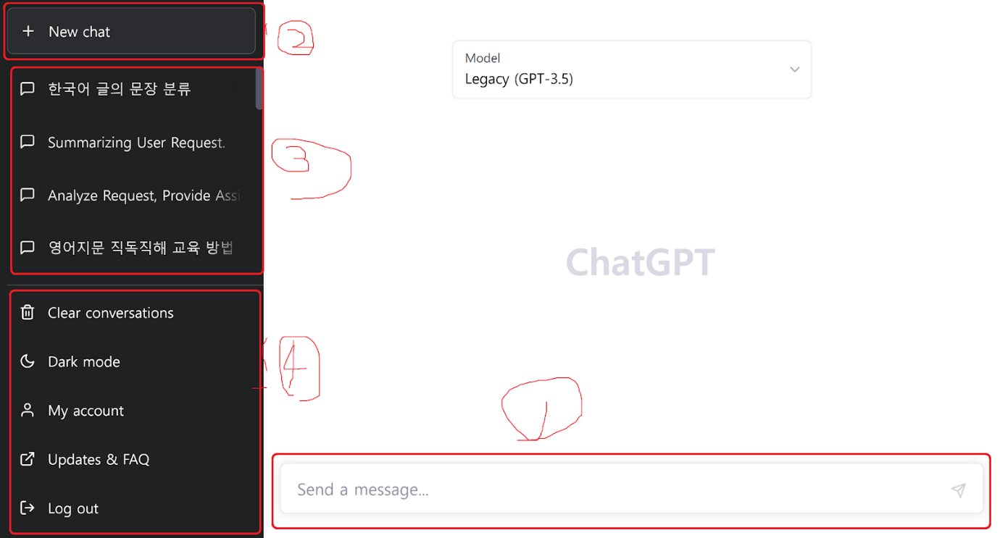 New chat
2
한국어 글의 문장 분류
Summarizing User Request.
3
Analyze Request, Provide Assi
영어지문 직독직해 교육 방법
Clear conversations
Dark mode
4
My account
Updates & FAQ
Log out
Model
Legacy (GPT-3.5)
ChatGPT
1
Send a message...